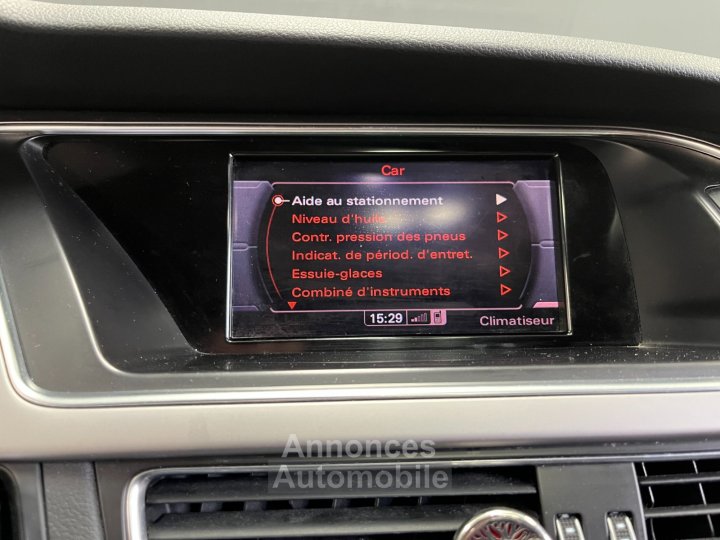 Car
Aide au stationnement
Niveau d'huile
Contr. pression des pneus
Indicat. de périod. d'entret.
Essuie-glaces
Combiné d'instruments
15:29
Climatiseur
Annonces
Automobile